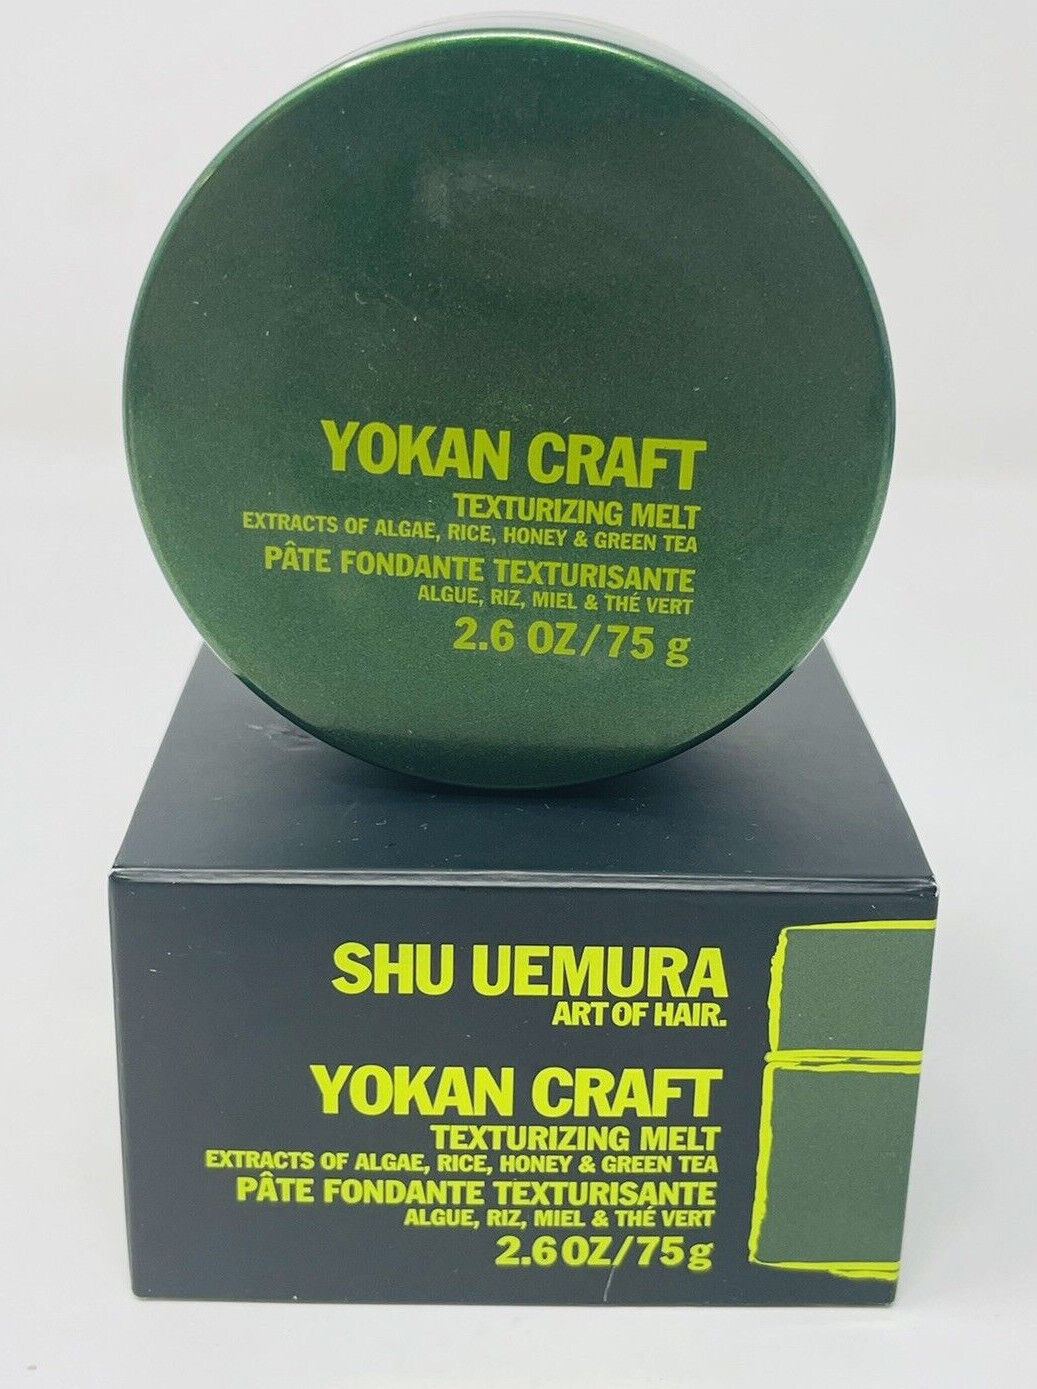 YOKAN CRAFT
TEXTURIZING MELT
EXTRACTS OF ALGAE, RICE, HONEY & GREEN TEA
PÂTE FONDANTE TEXTURISANTE
ALGUE, RIZ, MIEL & THÉ VERT
2.6 OZ/75 g
SHU UEMURA
ART OF HAIR.
YOKAN CRAFT
TEXTURIZING MELT
EXTRACTS OF ALGAE, RICE, HONEY & GREEN TEA
PÂTE FONDANTE TEXTURISANTE
ALGUE, RIZ, MIEL & THÉ VERT
2.6 OZ/75 g